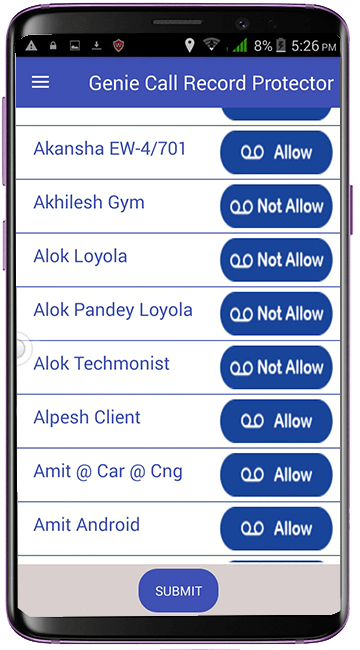 8% 5:26 PM
Genie Call Record Protector
Akansha EW-4/701
Allow
Akhilesh Gym
Not Allow
Alok Loyola
Not Allow
Alok Pandey Loyola
Not Allow
Alok Techmonist
Not Allow
Alpesh Client
Allow
Amit @ Car @ Cng
Allow
Amit Android
Allow
SUBMIT